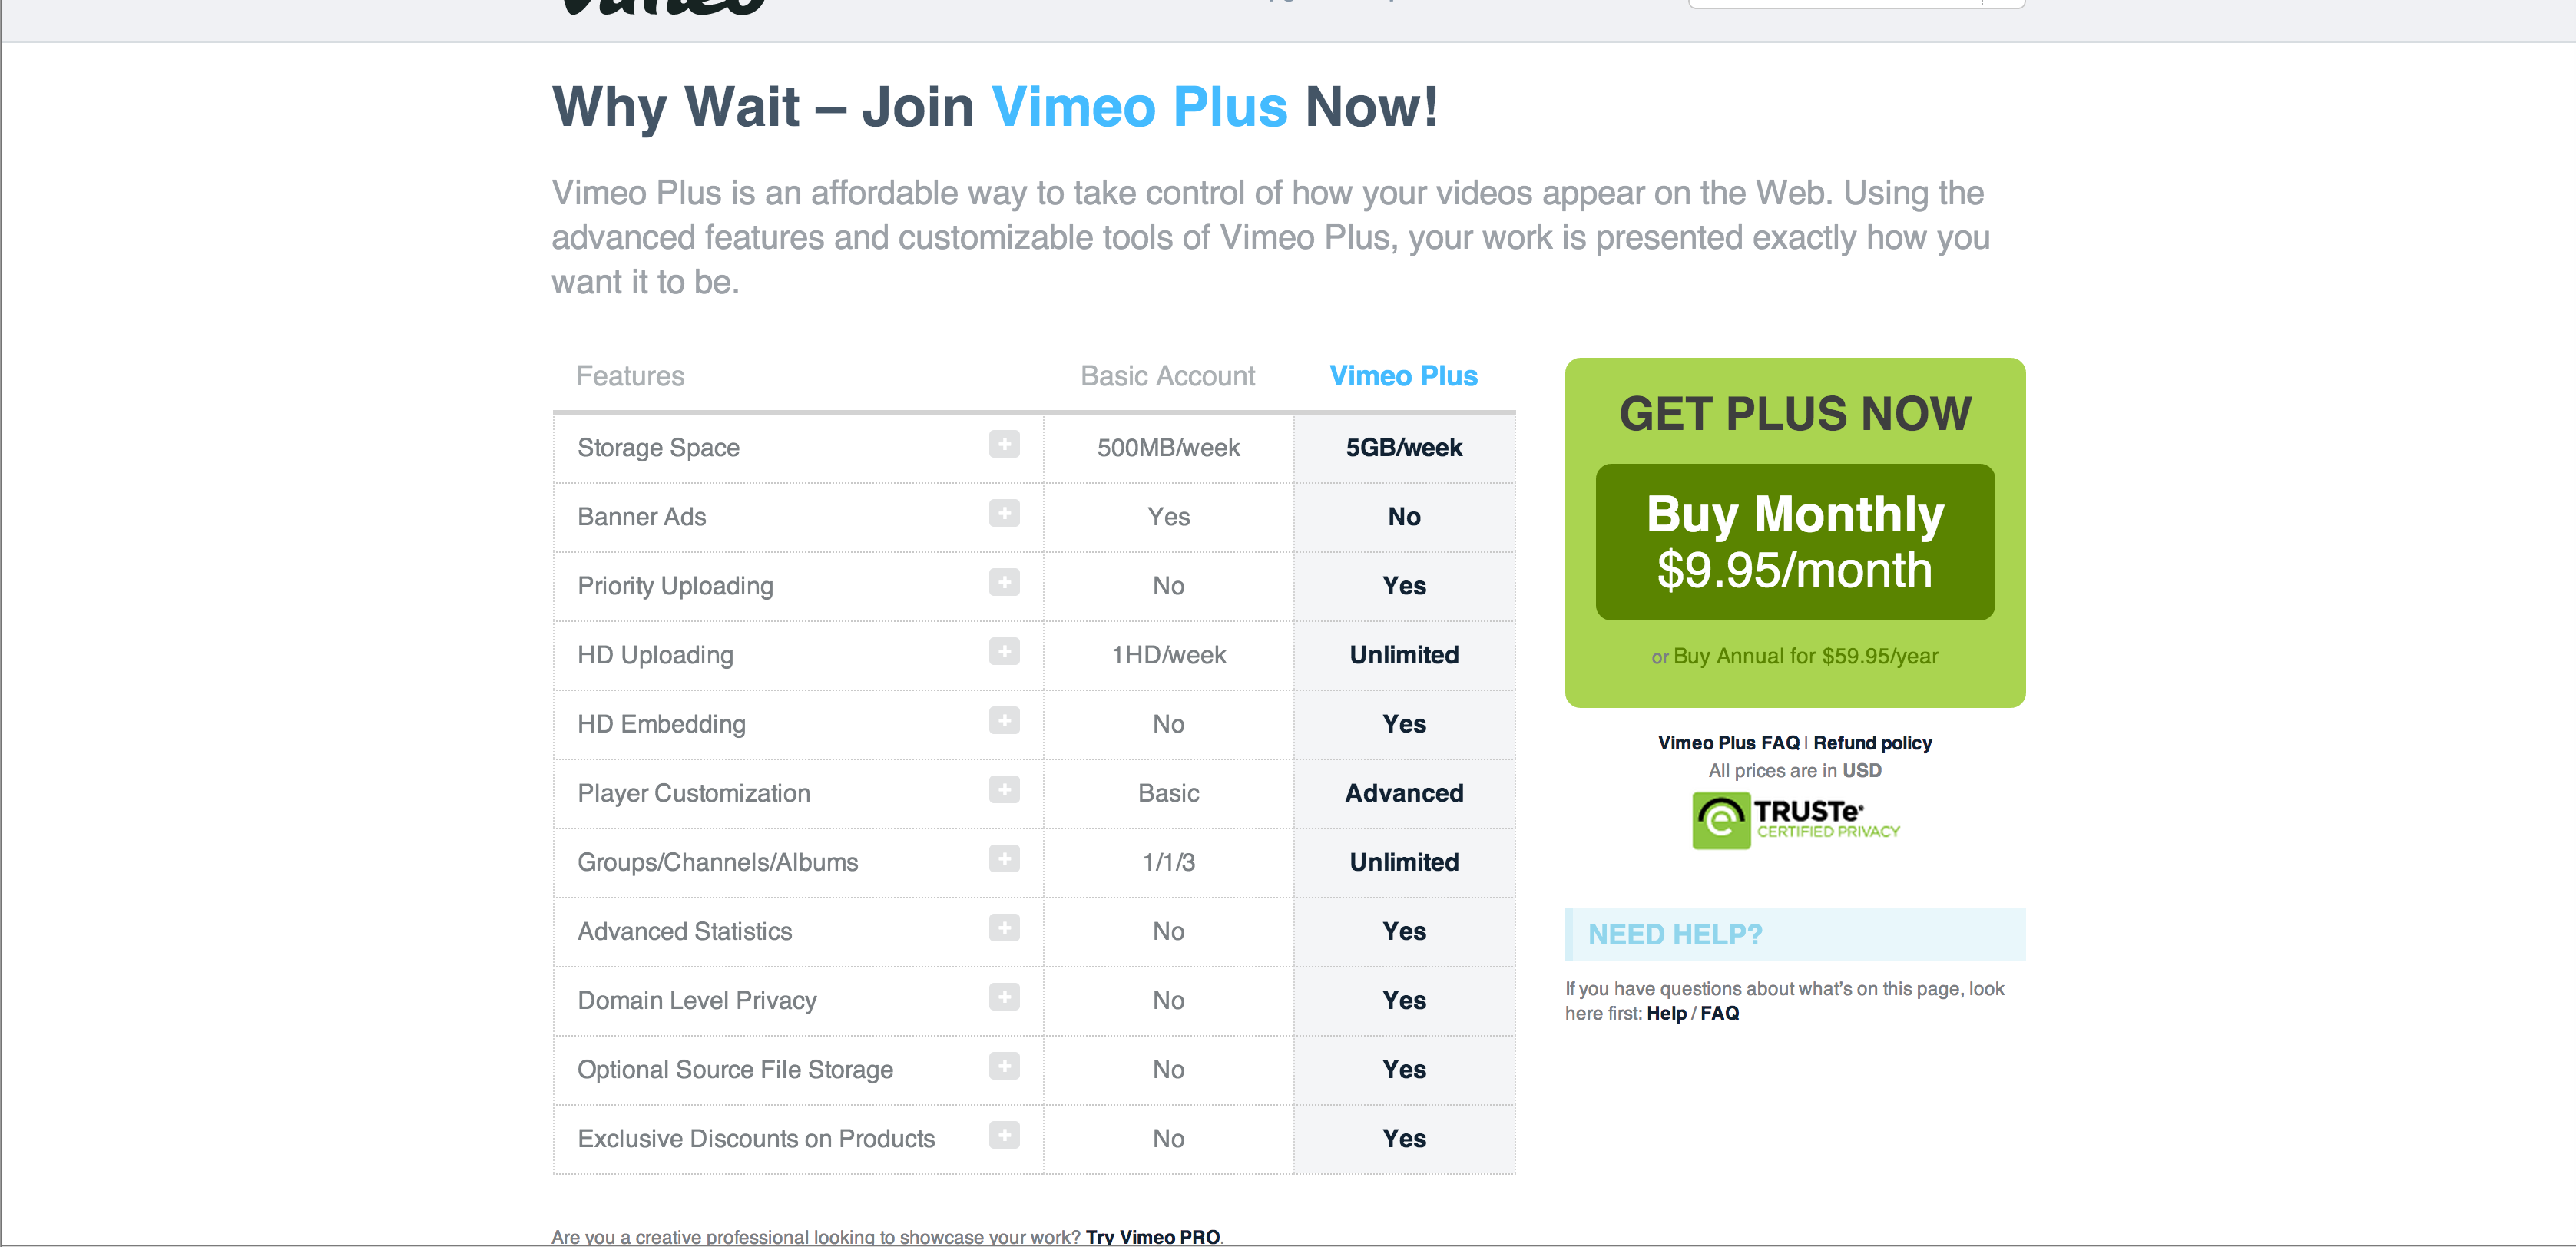 Why Wait – Join Vimeo Plus Now!
Vimeo Plus is an affordable way to take control of how your videos appear on the Web. Using the
advanced features and customizable tools of Vimeo Plus, your work is presented exactly how you
want it to be.
Features Basic Account Vimeo Plus
Storage Space 500MB/week 5GB/week
Banner Ads Yes No
Priority Uploading No Yes
HD Uploading 1HD/week Unlimited
HD Embedding No Yes
Player Customization Basic Advanced
Groups/Channels/Albums 1/1/3 Unlimited
Advanced Statistics No Yes
Domain Level Privacy No Yes
Optional Source File Storage No Yes
Exclusive Discounts on Products No Yes
Are you a creative professional looking to showcase your work? Try Vimeo PRO.
GET PLUS NOW
Buy Monthly
$9.95/month
or Buy Annual for $59.95/year
Vimeo Plus FAQ | Refund policy
All prices are in USD
TRUSTe
CERTIFIED PRIVACY
NEED HELP?
If you have questions about what's on this page, look
here first: Help / FAQ